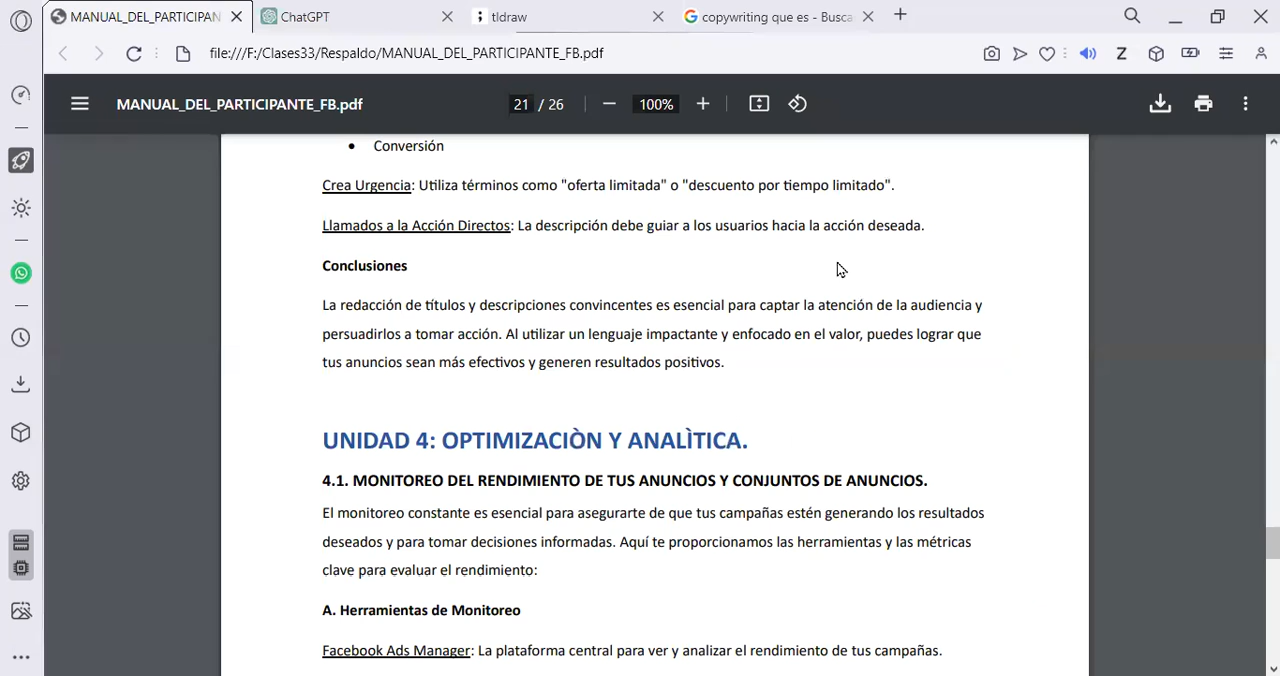 MANUAL_DEL_PARTICIPAN
ChatGPT
tldraw
copywriting que es - Busca
file:///F:/Clases33/Respaldo/MANUAL_DEL_PARTICIPANTE_FB.pdf
Z
MANUAL_DEL_PARTICIPANTE_FB.pdf
21 / 26
100%
• Conversión
Crea Urgencia: Utiliza términos como "oferta limitada" o "descuento por tiempo limitado".
Llamados a la Acción Directos: La descripción debe guiar a los usuarios hacia la acción deseada.
Conclusiones
La redacción de títulos y descripciones convincentes es esencial para captar la atención de la audiencia y
persuadirlos a tomar acción. Al utilizar un lenguaje impactante y enfocado en el valor, puedes lograr que
tus anuncios sean más efectivos y generen resultados positivos.
UNIDAD 4: OPTIMIZACIÒN Y ANALÌTICA.
4.1. MONITOREO DEL RENDIMIENTO DE TUS ANUNCIOS Y CONJUNTOS DE ANUNCIOS.
El monitoreo constante es esencial para asegurarte de que tus campañas estén generando los resultados
deseados y para tomar decisiones informadas. Aquí te proporcionamos las herramientas y las métricas
clave para evaluar el rendimiento:
A. Herramientas de Monitoreo
Facebook Ads Manager: La plataforma central para ver y analizar el rendimiento de tus campañas.